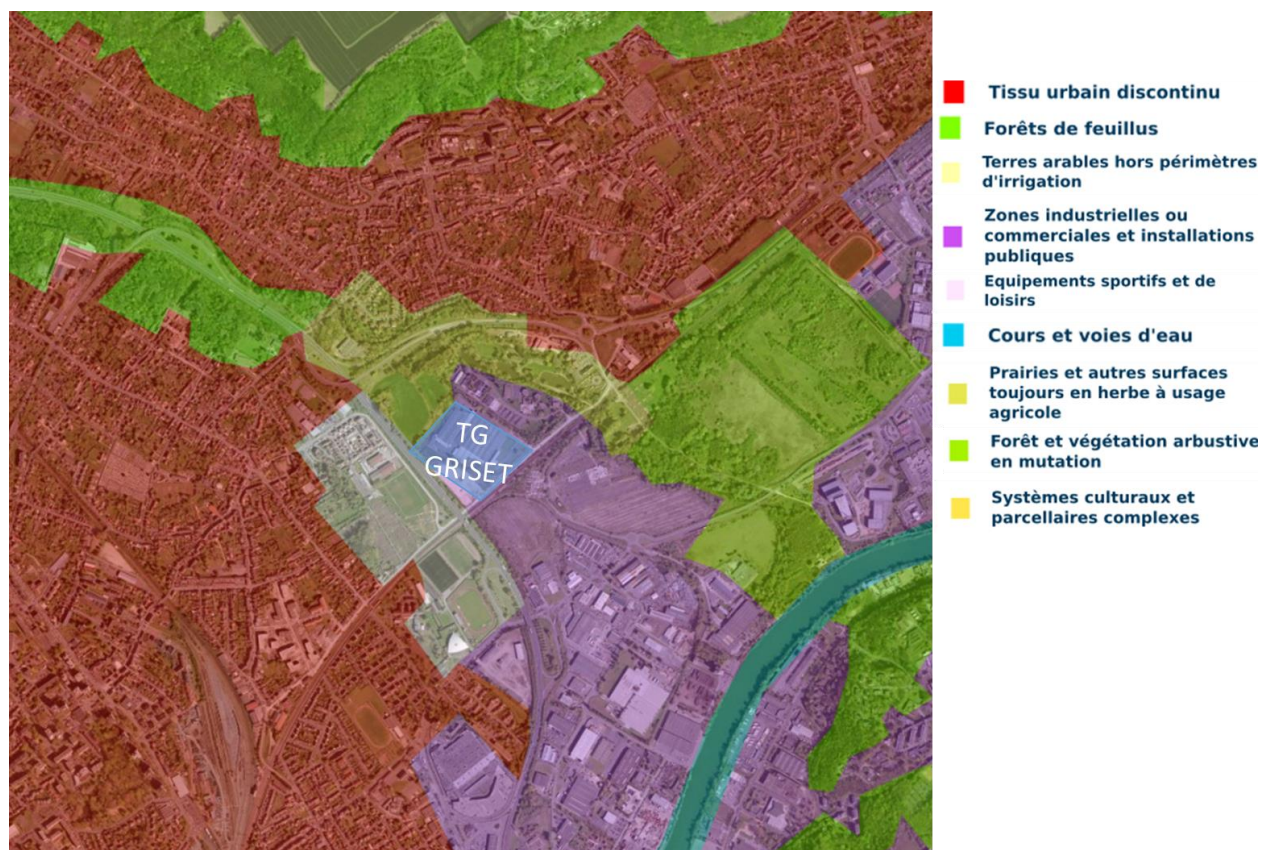 TG
GRISET
Tissu urbain discontinu
Forêts de feuillus
Terres arables hors périmètres
d'irrigation
Zones industrielles ou
commerciales et installations
publiques
Equipements sportifs et de
loisirs
Cours et voies d'eau
Prairies et autres surfaces
toujours en herbe à usage
agricole
Forêt et végétation arbustive
en mutation
Systèmes culturaux et
parcellaires complexes